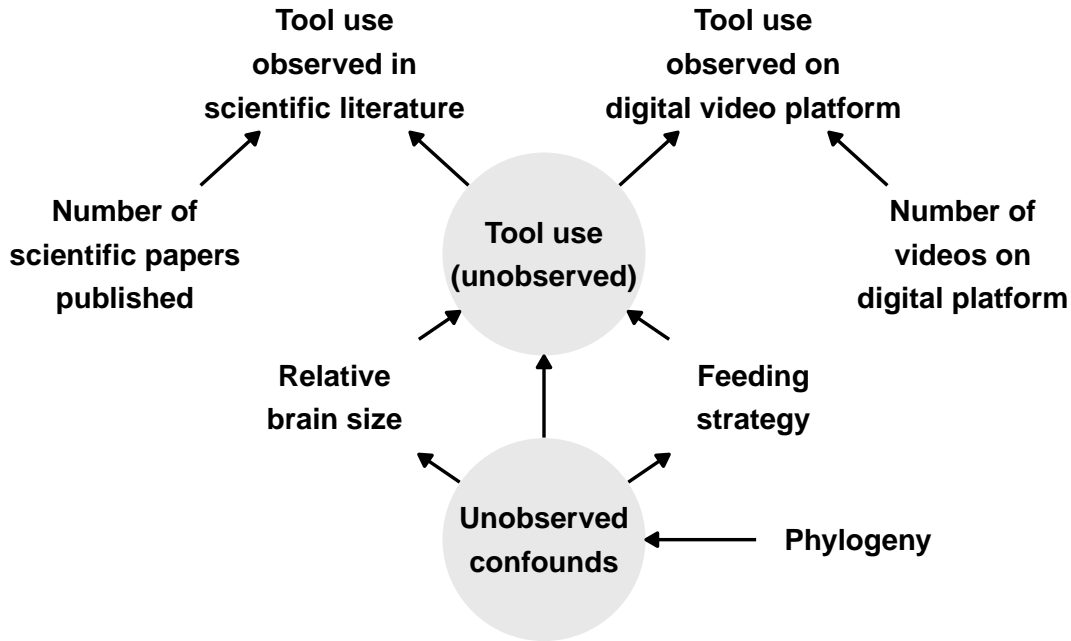 Tool use
observed in
scientific literature
Tool use
observed on
digital video platform
Number of
scientific papers
published
Tool use
(unobserved)
Number of
videos on
digital platform
Relative
brain size
Feeding
strategy
Unobserved
confounds
Phylogeny